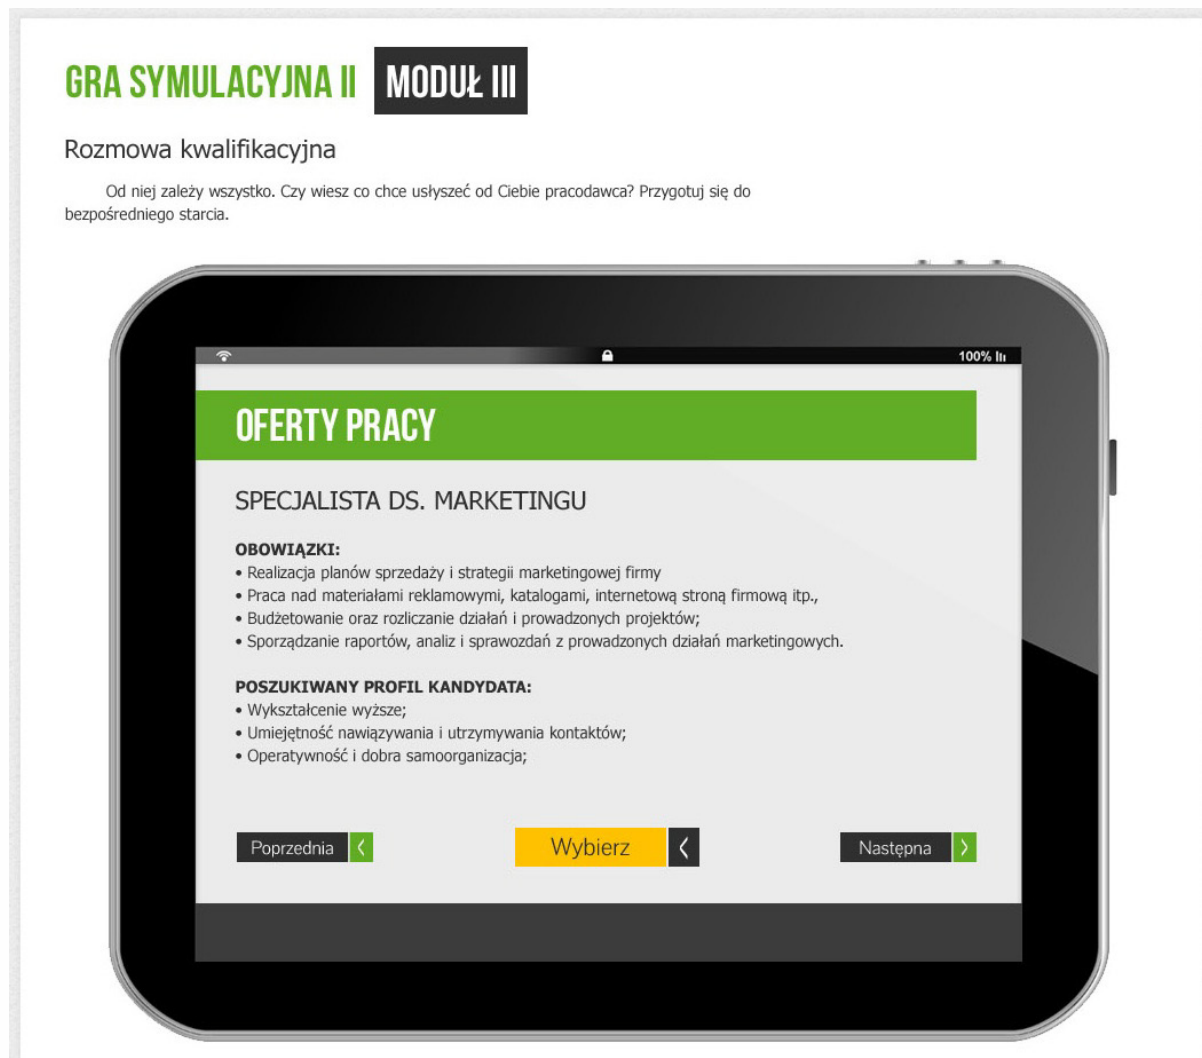 GRA SYMULACYJNA II MODUŁ III
Rozmowa kwalifikacyjna
Od niej zależy wszystko. Czy wiesz co chce usłyszeć od Ciebie pracodawca? Przygotuj się do
bezpośredniego starcia.
100%
OFERTY PRACY
SPECJALISTA DS. MARKETINGU
OBOWIĄZKI:
• Realizacja planów sprzedaży i strategii marketingowej firmy
• Praca nad materiałami reklamowymi, katalogami, internetową stroną firmową itp.,
• Budżetowanie oraz rozliczanie działań i prowadzonych projektów;
• Sporządzanie raportów, analiz i sprawozdań z prowadzonych działań marketingowych.
POSZUKIWANY PROFIL KANDYDATA:
• Wykształcenie wyższe;
• Umiejętność nawiązywania i utrzymywania kontaktów;
• Operatywność i dobra samoorganizacja;
Poprzednia Wybierz Następna